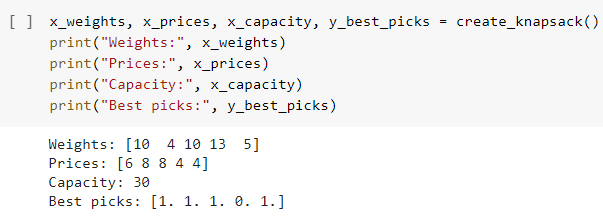 [ ] x_weights, x_prices, x_capacity, y_best_picks = create_knapsack()
print("Weights:", x_weights)
print("Prices:", x_prices)
print("Capacity:", x_capacity)
print("Best picks:", y_best_picks)
Weights: [10  4 10 13  5]
Prices: [6 8 8 4 4]
Capacity: 30
Best picks: [1. 1. 1. 0. 1.]